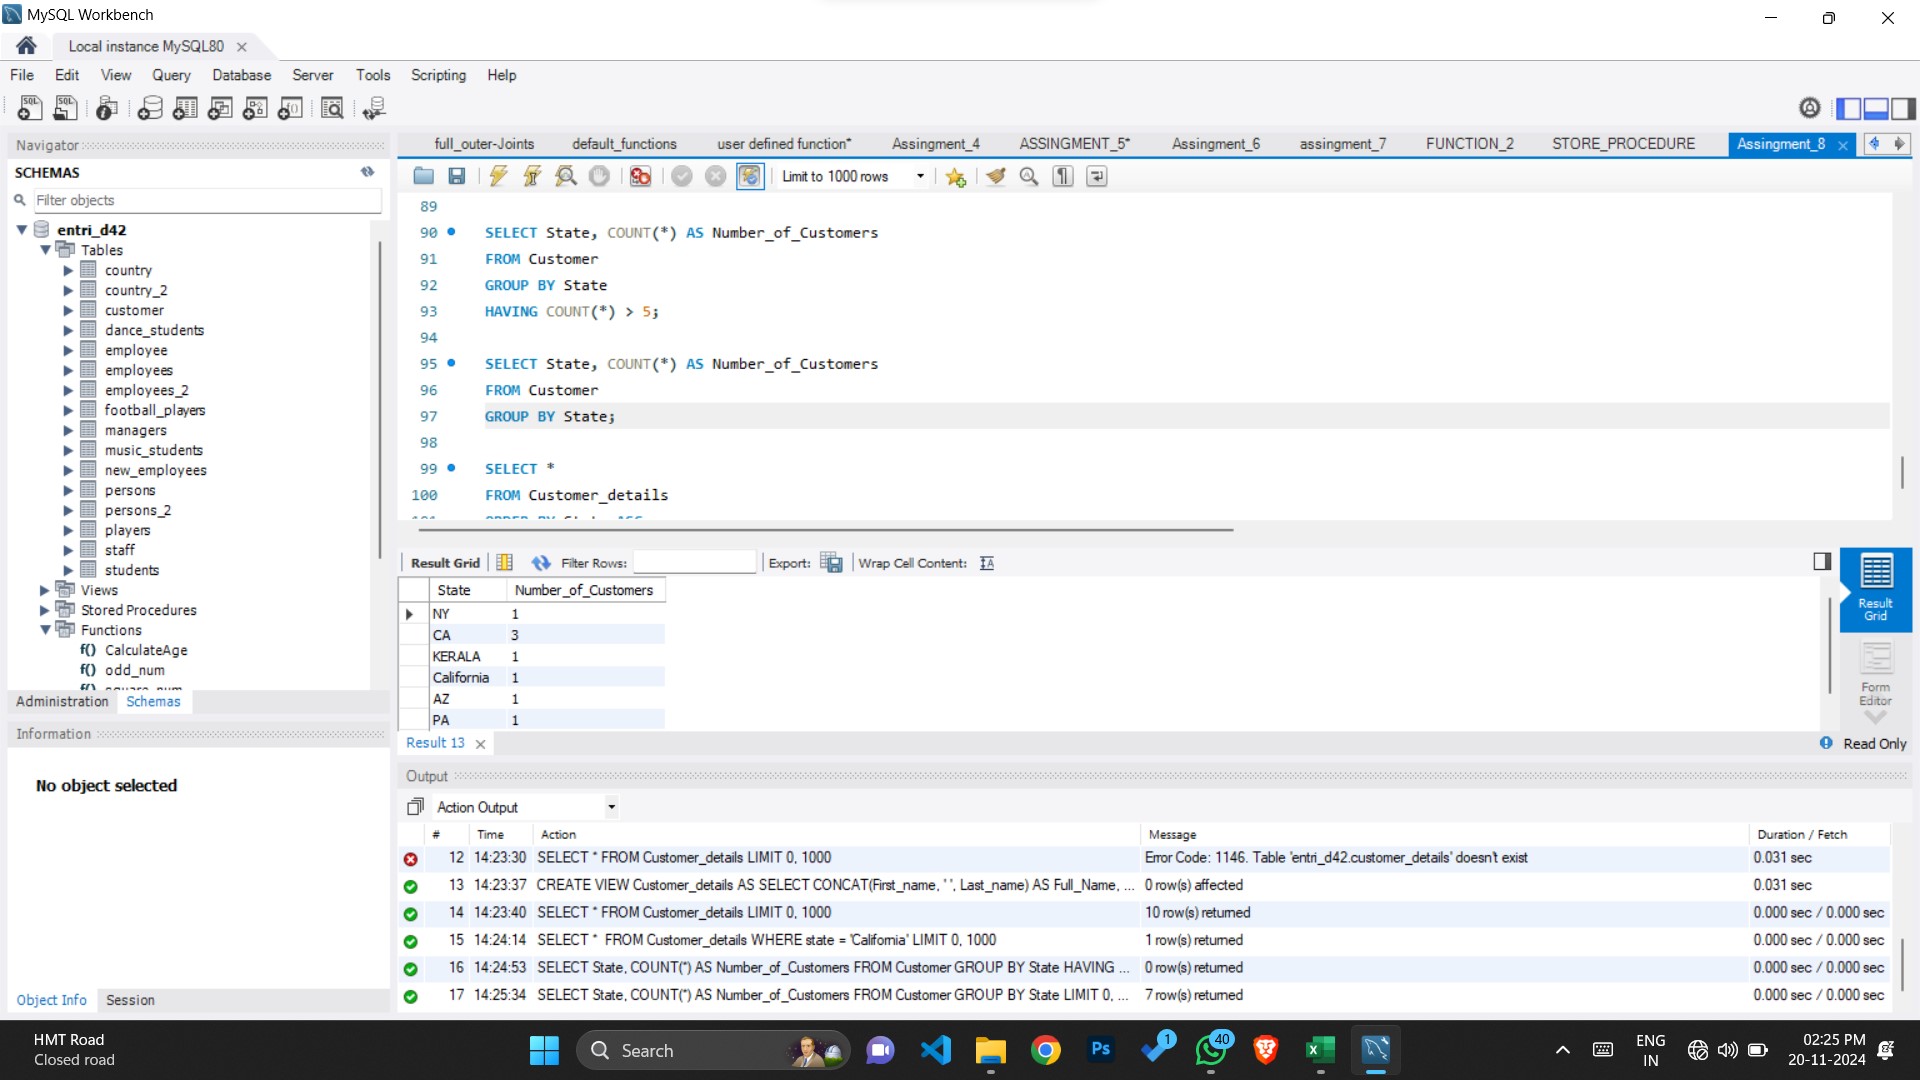 MySQL Workbench
Local instance MySQL80
File Edit View Query Database Server Tools Scripting Help
Navigator
SCHEMAS
Filter objects
entri_d42
Tables
country
country_2
customer
dance_students
employee
employees
employees_2
football_players
managers
music_students
new_employees
persons
persons_2
players
staff
students
Views
Stored Procedures
Functions
f() CalculateAge
f() odd_num
Administration Schemas
Information
No object selected
Object Info Session
full_outer-Joints default_functions user defined function* Assingment_4 ASSINGMENT_5* Assingment_6 assingment_7 FUNCTION_2 STORE_PROCEDURE Assingment_8
Limit to 1000 rows
89
90 SELECT State, COUNT(*) AS Number_of_Customers
91 FROM Customer
92 GROUP BY State
93 HAVING COUNT(*) > 5;
94
95 SELECT State, COUNT(*) AS Number_of_Customers
96 FROM Customer
97 GROUP BY State;
98
99 SELECT *
100 FROM Customer_details
Result Grid Filter Rows: Export: Wrap Cell Content:
State Number_of_Customers
NY 1
CA 3
KERALA 1
California 1
AZ 1
PA 1
Result Grid
Form Editor
Result 13
Read Only
Output
Action Output
# Time Action Message Duration / Fetch
12 14:23:30 SELECT * FROM Customer_details LIMIT 0, 1000 Error Code: 1146. Table 'entri_d42.customer_details' doesn't exist 0.031 sec
13 14:23:37 CREATE VIEW Customer_details AS SELECT CONCAT(First_name, ' ', Last_name) AS Full_Name, ... 0 row(s) affected 0.031 sec
14 14:23:40 SELECT * FROM Customer_details LIMIT 0, 1000 10 row(s) returned 0.000 sec / 0.000 sec
15 14:24:14 SELECT * FROM Customer_details WHERE state = 'California' LIMIT 0, 1000 1 row(s) returned 0.000 sec / 0.000 sec
16 14:24:53 SELECT State, COUNT(*) AS Number_of_Customers FROM Customer GROUP BY State HAVING ... 0 row(s) returned 0.000 sec / 0.000 sec
17 14:25:34 SELECT State, COUNT(*) AS Number_of_Customers FROM Customer GROUP BY State LIMIT 0, ... 7 row(s) returned 0.000 sec / 0.000 sec
HMT Road
Closed road
Search
Ps
1
40
ENG
IN
02:25 PM
20-11-2024